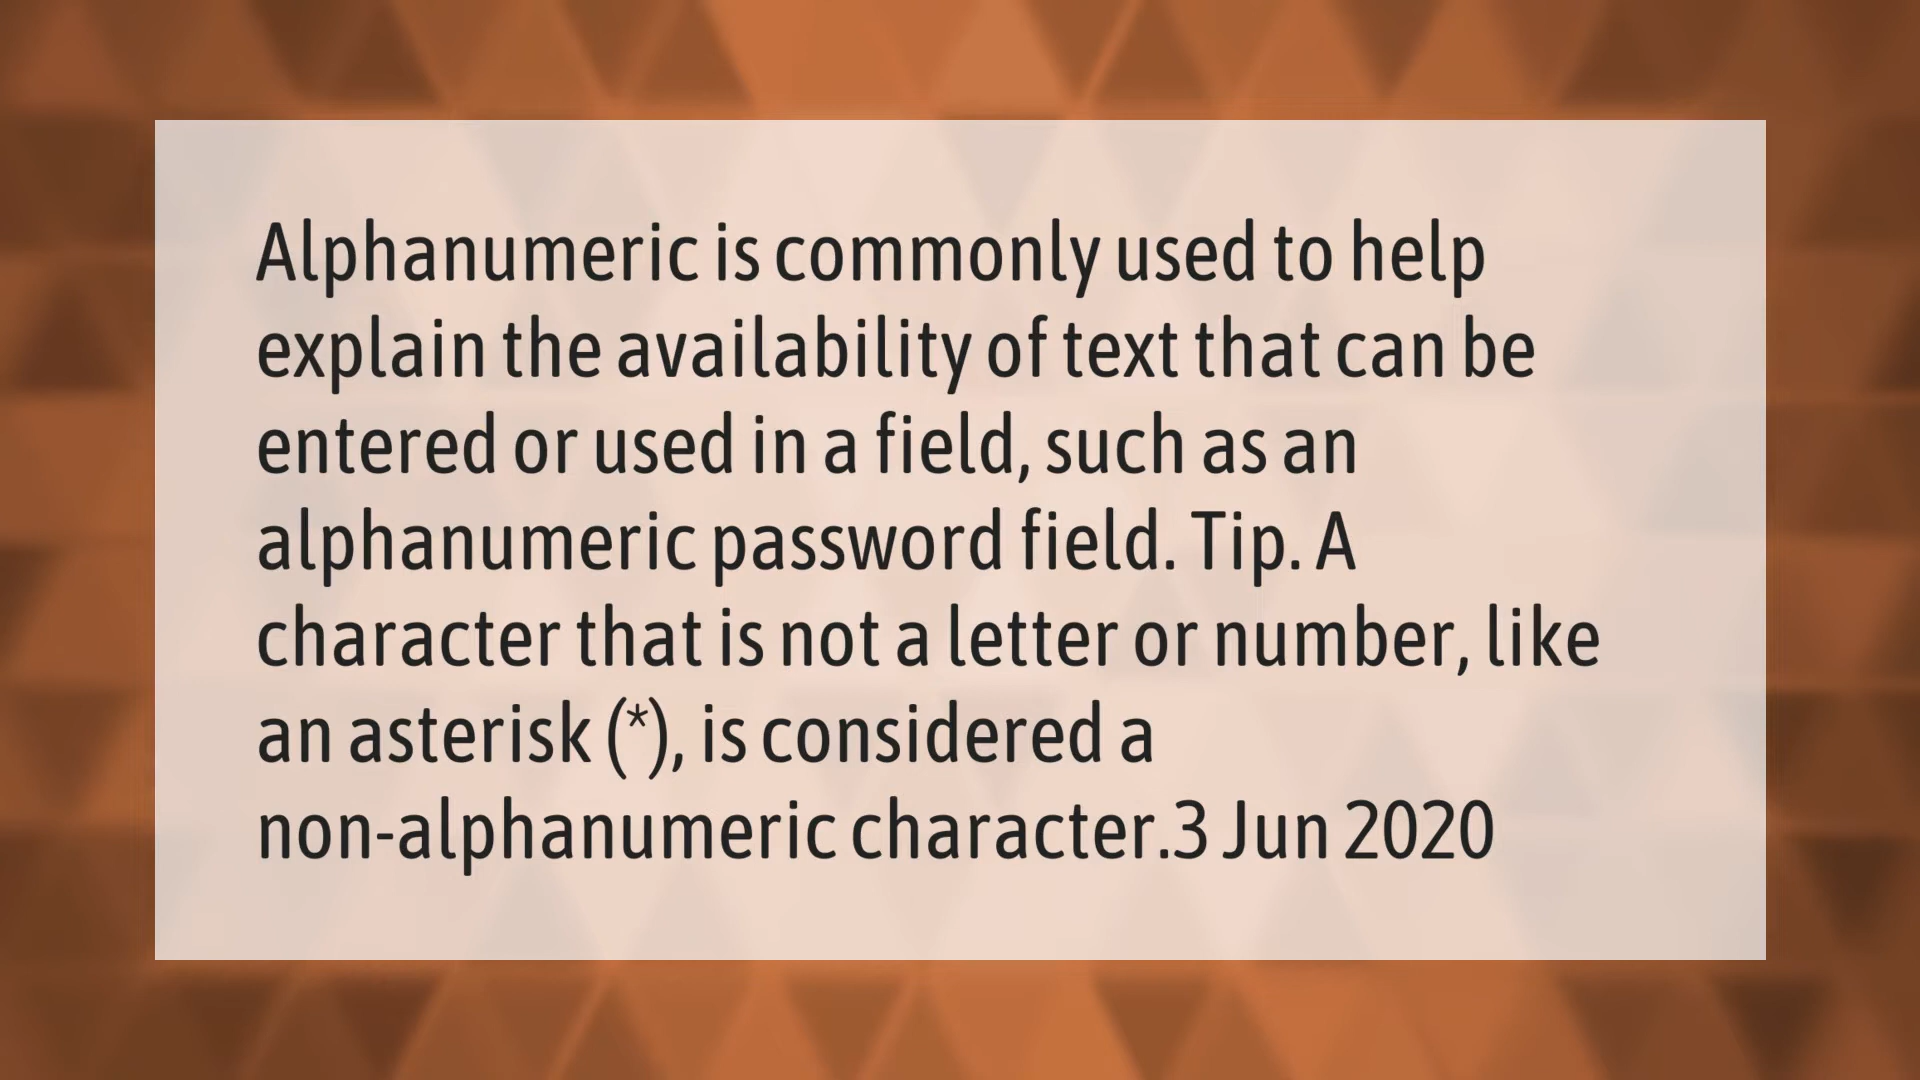 Alphanumeric is commonly used to help
explain the availability of text that can be
entered or used in a field, such as an
alphanumeric password field. Tip. A
character that is not a letter or number, like
an asterisk (*), is considered a
non-alphanumeric character.3 Jun 2020